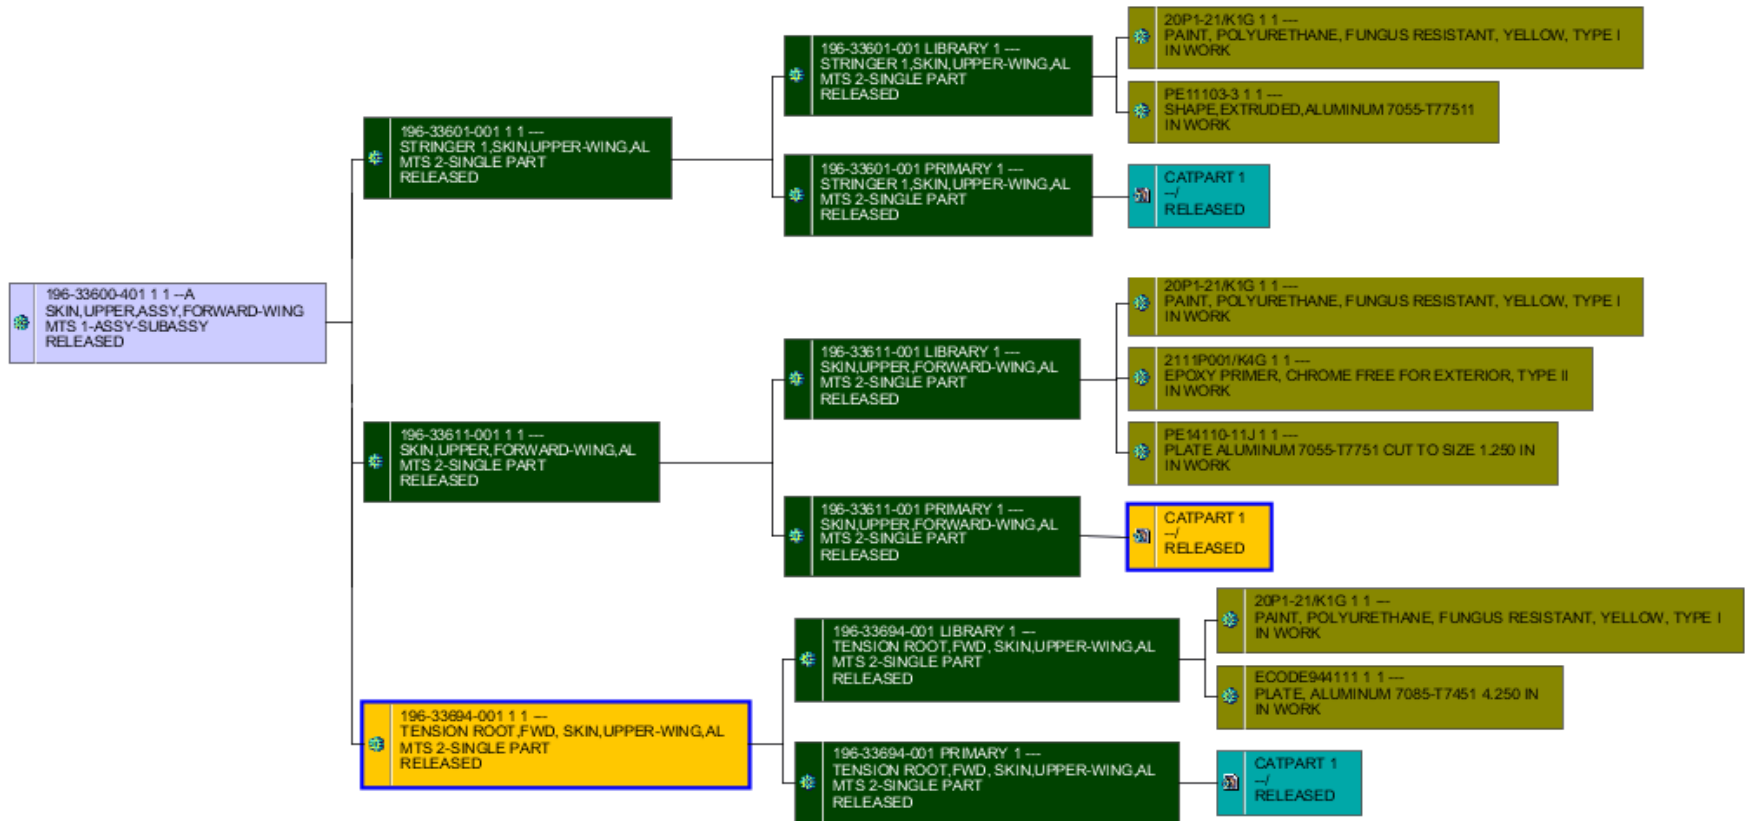 196-33600-401 1 1 --A
SKIN,UPPER,ASSY,FORWARD-WING
MTS 1-ASSY-SUBASSY
RELEASED
196-33601-001 1 1 ---
STRINGER 1,SKIN,UPPER-WING,AL
MTS 2-SINGLE PART
RELEASED
196-33601-001 LIBRARY 1 ---
STRINGER 1,SKIN,UPPER-WING,AL
MTS 2-SINGLE PART
RELEASED
20P1-21/K1G 1 1 ---
PAINT, POLYURETHANE, FUNGUS RESISTANT, YELLOW, TYPE I
IN WORK
PE11103-3 1 1 ---
SHAPE,EXTRUDED,ALUMINUM 7055-T77511
IN WORK
196-33601-001 PRIMARY 1 ---
STRINGER 1,SKIN,UPPER-WING,AL
MTS 2-SINGLE PART
RELEASED
CATPART 1
--/
RELEASED
196-33611-001 1 1 ---
SKIN,UPPER,FORWARD-WING,AL
MTS 2-SINGLE PART
RELEASED
196-33611-001 LIBRARY 1 ---
SKIN,UPPER,FORWARD-WING,AL
MTS 2-SINGLE PART
RELEASED
20P1-21/K1G 1 1 ---
PAINT, POLYURETHANE, FUNGUS RESISTANT, YELLOW, TYPE I
IN WORK
2111P001/K4G 1 1 ---
EPOXY PRIMER, CHROME FREE FOR EXTERIOR, TYPE II
IN WORK
PE14110-11J 1 1 ---
PLATE ALUMINUM 7055-T7751 CUT TO SIZE 1.250 IN
IN WORK
196-33611-001 PRIMARY 1 ---
SKIN,UPPER,FORWARD-WING,AL
MTS 2-SINGLE PART
RELEASED
CATPART 1
--/
RELEASED
196-33694-001 1 1 ---
TENSION ROOT,FWD, SKIN,UPPER-WING,AL
MTS 2-SINGLE PART
RELEASED
196-33694-001 LIBRARY 1 ---
TENSION ROOT,FWD, SKIN,UPPER-WING,AL
MTS 2-SINGLE PART
RELEASED
20P1-21/K1G 1 1 ---
PAINT, POLYURETHANE, FUNGUS RESISTANT, YELLOW, TYPE I
IN WORK
ECODE944111 1 1 ---
PLATE, ALUMINUM 7085-T7451 4.250 IN
IN WORK
196-33694-001 PRIMARY 1 ---
TENSION ROOT,FWD, SKIN,UPPER-WING,AL
MTS 2-SINGLE PART
RELEASED
CATPART 1
--/
RELEASED